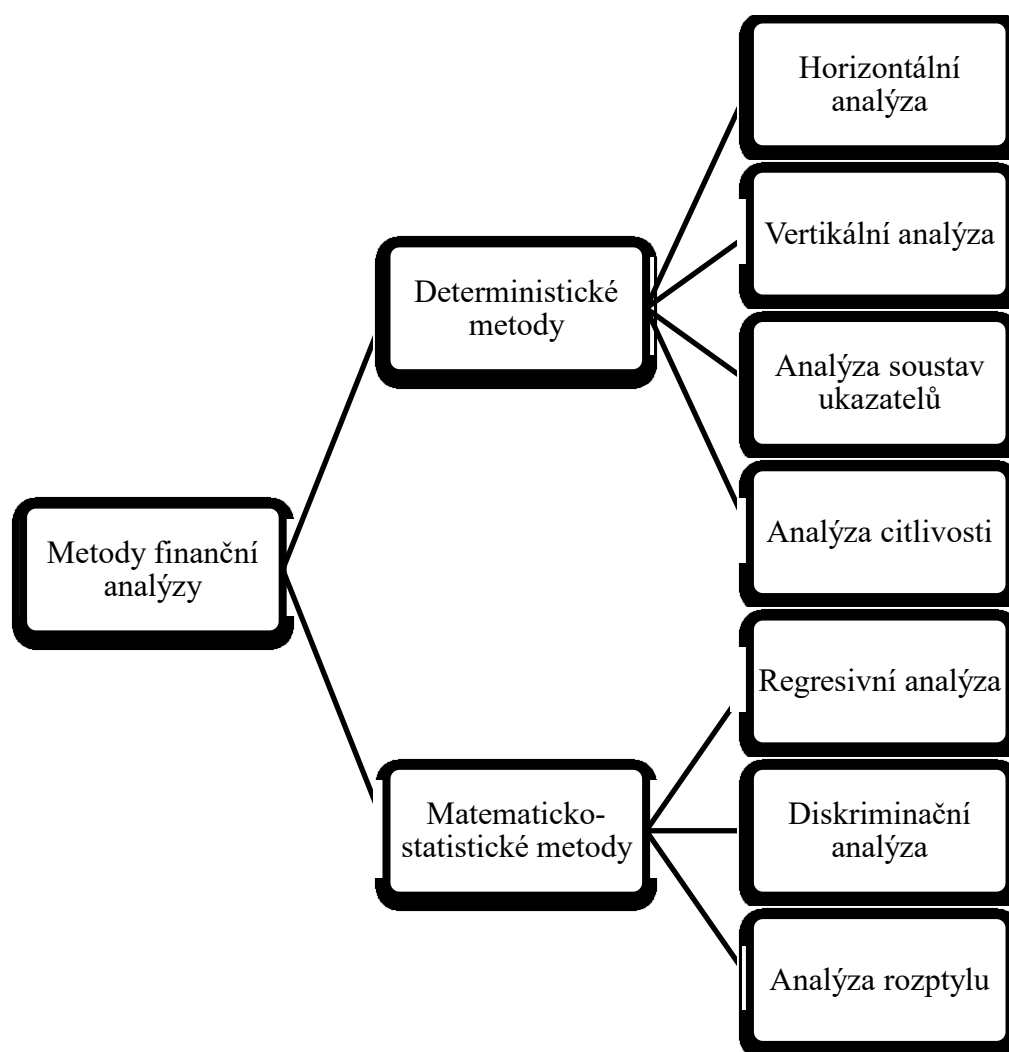 Metody finanční
analýzy
Deterministické
metody
Horizontální
analýza
Vertikální analýza
Analýza soustav
ukazatelů
Analýza citlivosti
Matematicko-
statistické metody
Regresivní analýza
Diskriminační
analýza
Analýza rozptylu